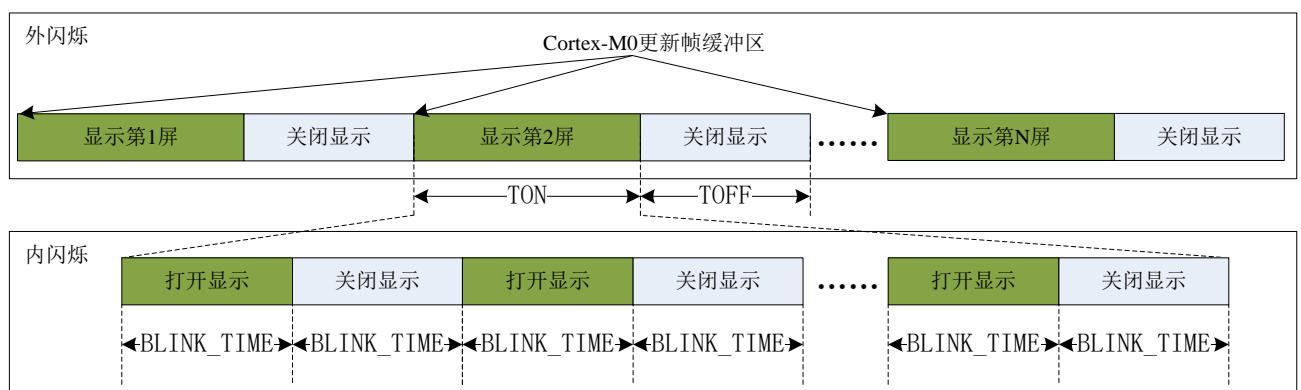 外闪烁
Cortex-M0更新帧缓冲区
显示第1屏 关闭显示 显示第2屏 关闭显示 …… 显示第N屏 关闭显示
TON TOFF
内闪烁
打开显示 关闭显示 打开显示 关闭显示 …… 打开显示 关闭显示
BLINK_TIME BLINK_TIME BLINK_TIME BLINK_TIME BLINK_TIME BLINK_TIME